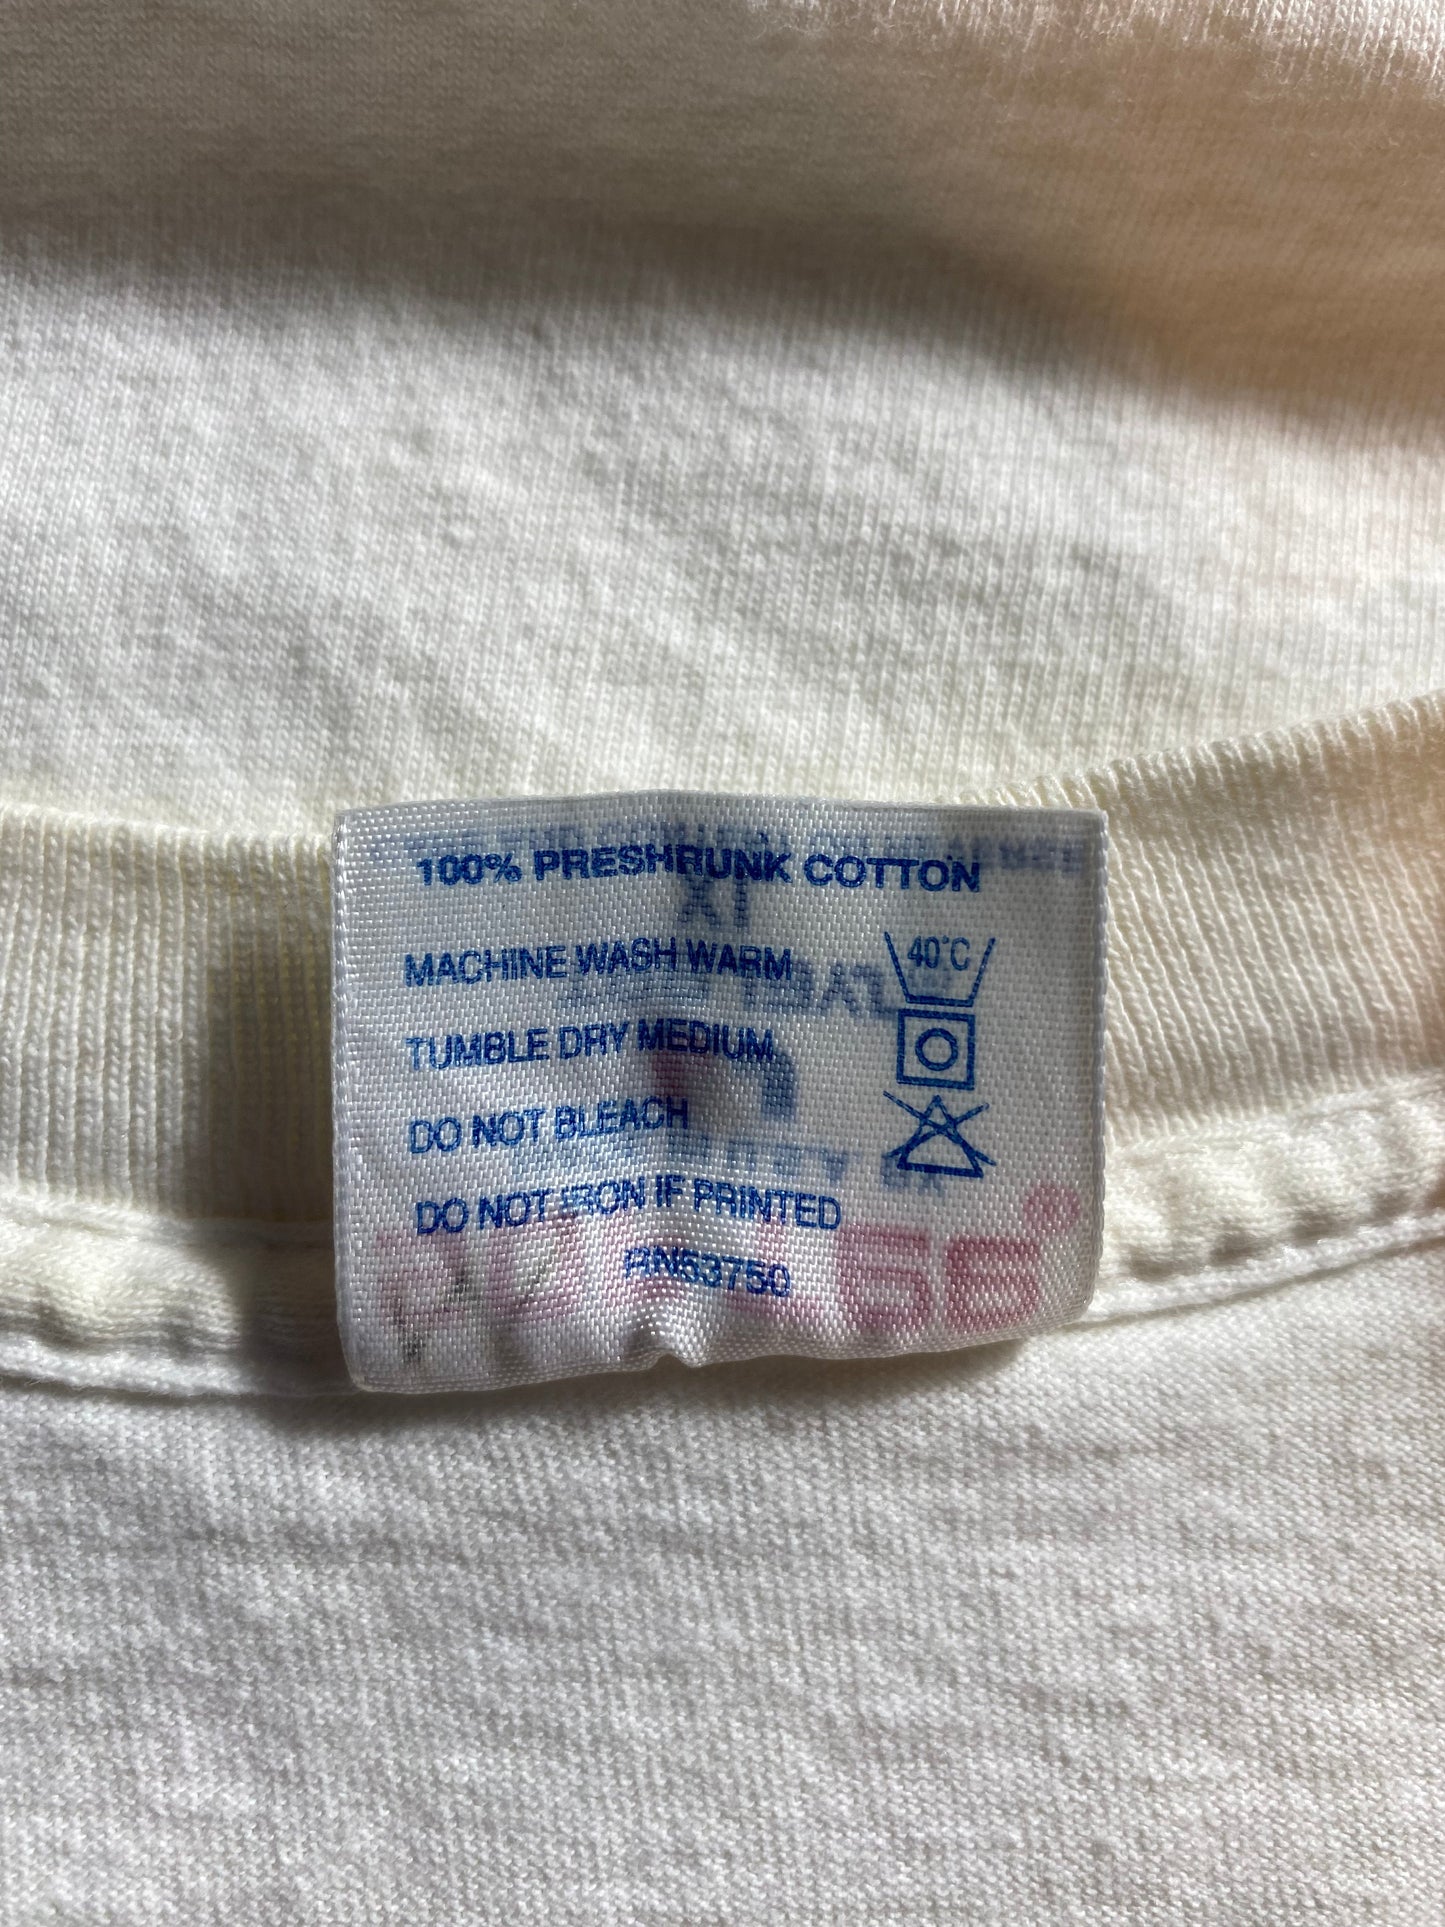 100% PRESHRUNK COTTON
MACHINE WASH WARM
40°C
TUMBLE DRY MEDIUM
DO NOT BLEACH
DO NOT IRON IF PRINTED
RN53750